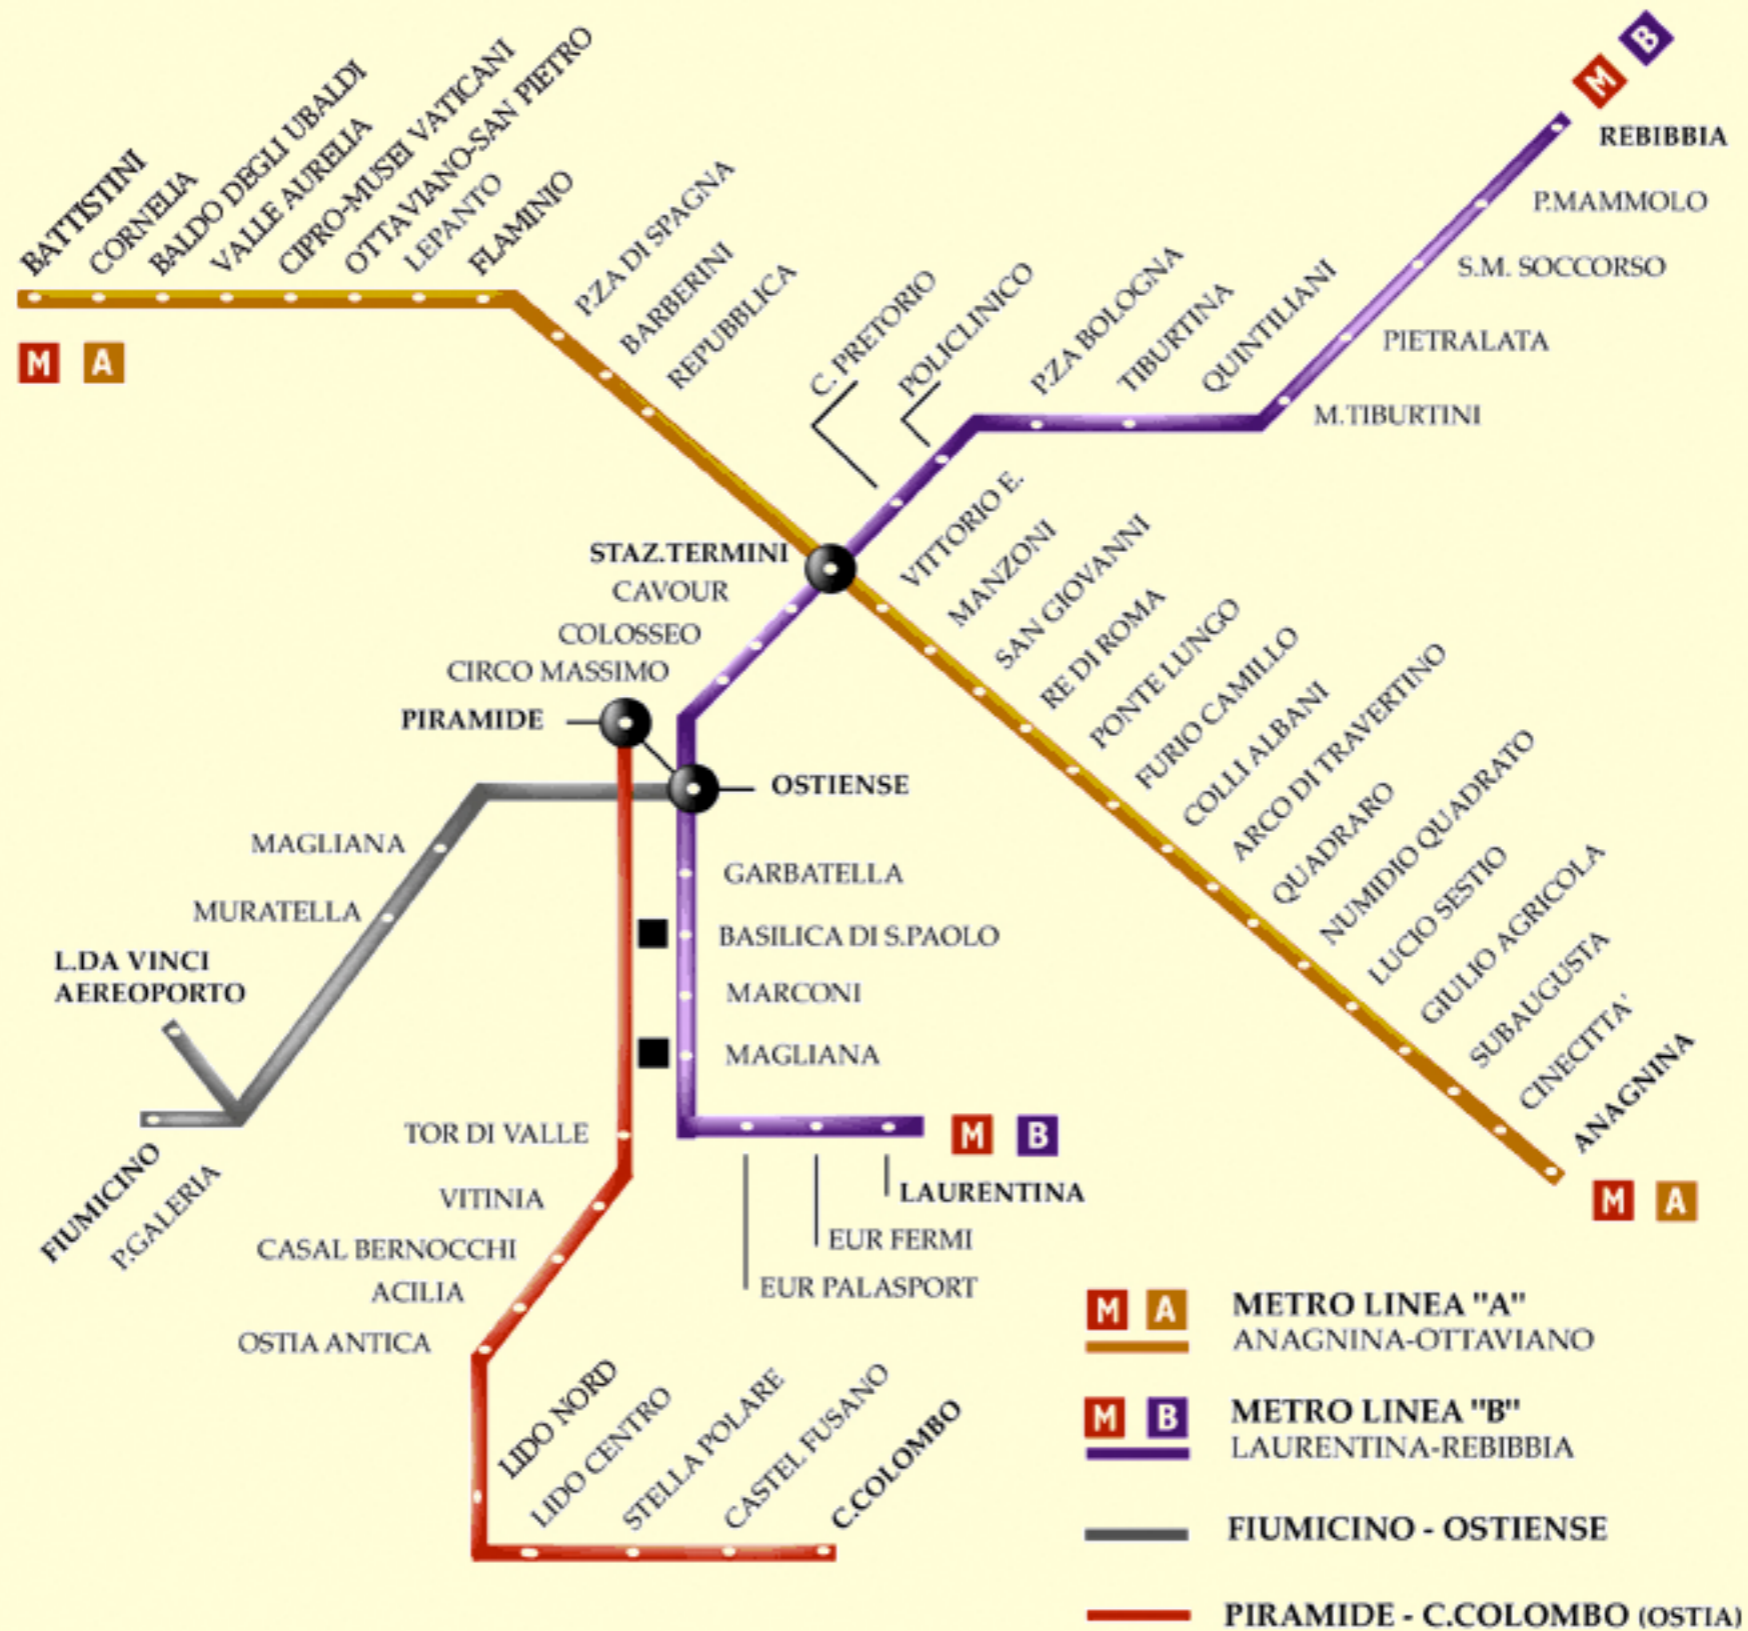 BATTISTINI
CORNELIA
BALDO DEGLI UBALDI
VALLE AURELIA
CIPRO-MUSEI VATICANI
OTTAVIANO-SAN PIETRO
LEPANTO
FLAMINIO
P.ZA DI SPAGNA
BARBERINI
REPUBBLICA
M A
C. PRETORIO
POLICLINICO
P.ZA BOLOGNA
TIBURTINA
QUINTILIANI
M B
REBIBBIA
P.MAMMOLO
S.M. SOCCORSO
PIETRALATA
M.TIBURTINI
STAZ.TERMINI
CAVOUR
COLOSSEO
CIRCO MASSIMO
PIRAMIDE
OSTIENSE
VITTORIO E.
MANZONI
SAN GIOVANNI
RE DI ROMA
PONTE LUNGO
FURIO CAMILLO
COLLI ALBANI
ARCO DI TRAVERTINO
QUADRARO
NUMIDIO QUADRATO
LUCIO SESTIO
GIULIO AGRICOLA
SUBAUGUSTA
CINECITTA'
ANAGNINA
M A
MAGLIANA
MURATELLA
L.DA VINCI
AEREOPORTO
FIUMICINO
P.GALERIA
GARBATELLA
BASILICA DI S.PAOLO
MARCONI
MAGLIANA
M B
LAURENTINA
EUR FERMI
EUR PALASPORT
TOR DI VALLE
VITINIA
CASAL BERNOCCHI
ACILIA
OSTIA ANTICA
LIDO NORD
LIDO CENTRO
STELLA POLARE
CASTEL FUSANO
C.COLOMBO
M A METRO LINEA "A"
ANAGNINA-OTTAVIANO
M B METRO LINEA "B"
LAURENTINA-REBIBBIA
FIUMICINO - OSTIENSE
PIRAMIDE - C.COLOMBO (OSTIA)